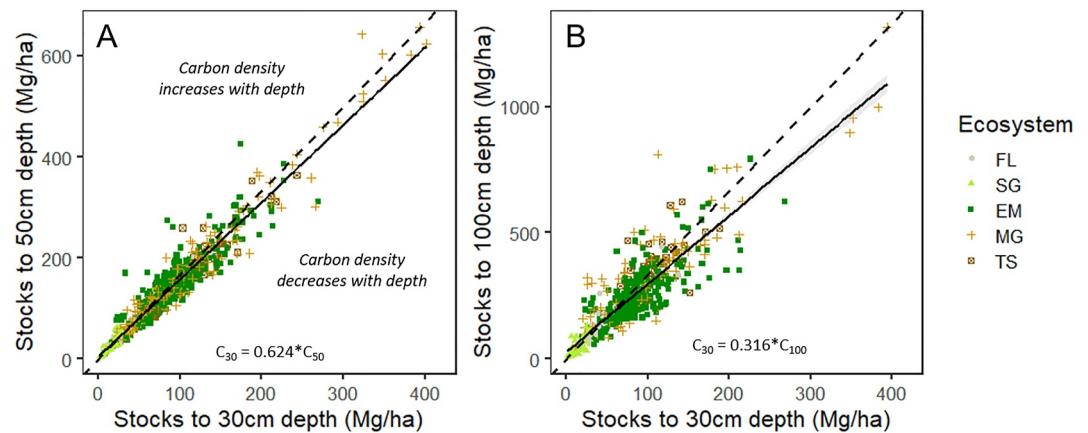 A
Carbon density
increases with depth
Carbon density
decreases with depth
C₃₀ = 0.624*C₅₀
Stocks to 50cm depth (Mg/ha)
600
400
200
0
0 100 200 300 400
Stocks to 30cm depth (Mg/ha)
B
C₃₀ = 0.316*C₁₀₀
Stocks to 100cm depth (Mg/ha)
1000
500
0
0 100 200 300 400
Stocks to 30cm depth (Mg/ha)
Ecosystem
FL
SG
EM
MG
TS